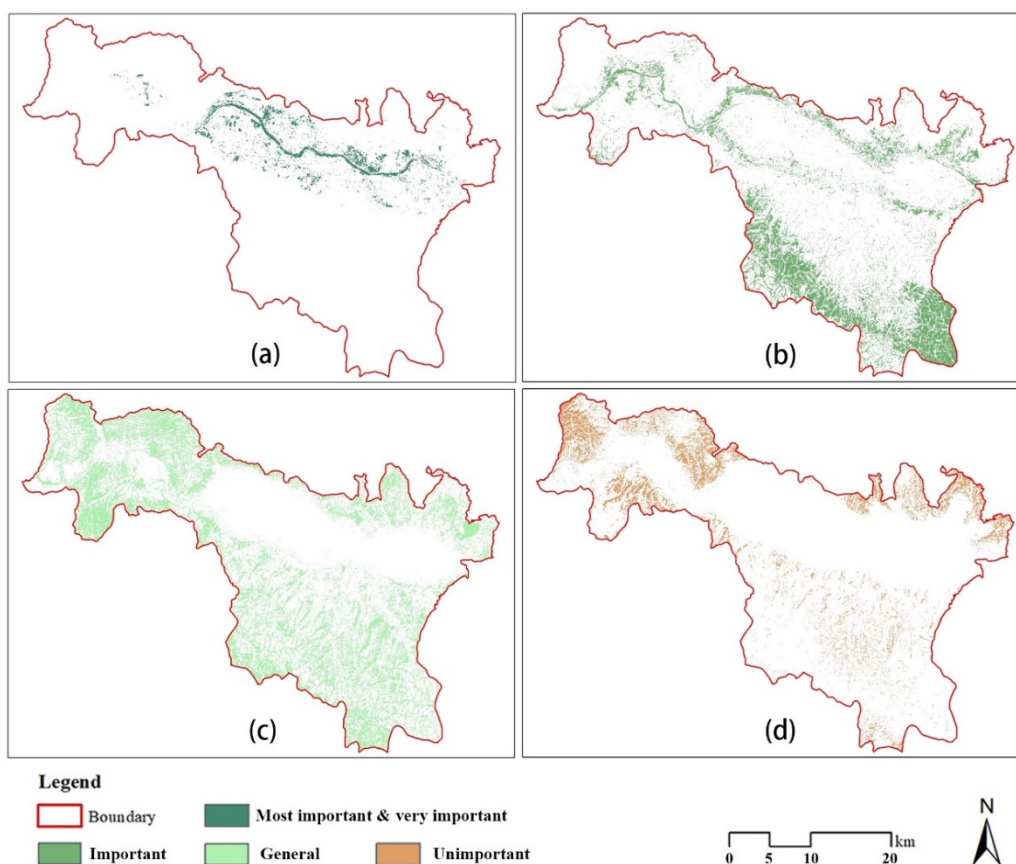 (a)
(b)
(c)
(d)
Legend
Boundary
Most important & very important
Important
General
Unimportant
N
km
0 5 10 20